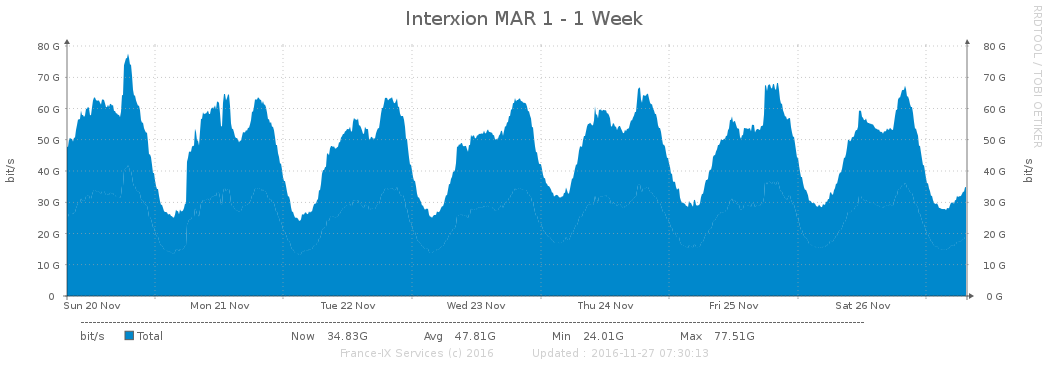 Interxion MAR 1 - 1 Week
RRDTOOL / TOBI OETIKER
bit/s
80 G 80 G
70 G 70 G
60 G 60 G
50 G 50 G
40 G 40 G
30 G 30 G
20 G 20 G
10 G 10 G
0 0 G
bit/s
Sun 20 Nov Mon 21 Nov Tue 22 Nov Wed 23 Nov Thu 24 Nov Fri 25 Nov Sat 26 Nov
bit/s Total Now 34.83G Avg 47.81G Min 24.01G Max 77.51G
France-IX Services (c) 2016 Updated : 2016-11-27 07:30:13